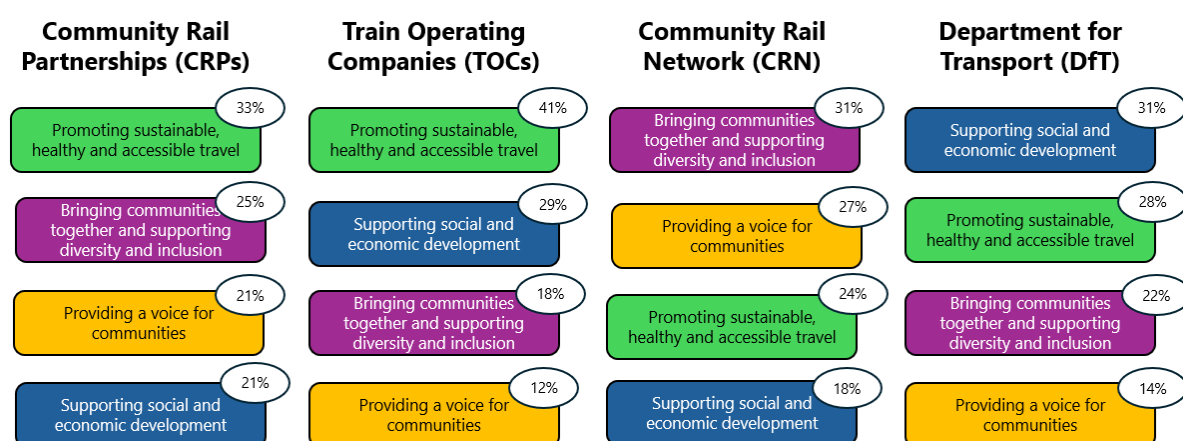 Community Rail
Partnerships (CRPs)
33%
Promoting sustainable,
healthy and accessible travel
25%
Bringing communities
together and supporting
diversity and inclusion
21%
Providing a voice for
communities
21%
Supporting social and
economic development
Train Operating
Companies (TOCs)
41%
Promoting sustainable,
healthy and accessible travel
29%
Supporting social and
economic development
18%
Bringing communities
together and supporting
diversity and inclusion
12%
Providing a voice for
communities
Community Rail
Network (CRN)
31%
Bringing communities
together and supporting
diversity and inclusion
27%
Providing a voice for
communities
24%
Promoting sustainable,
healthy and accessible travel
18%
Supporting social and
economic development
Department for
Transport (DfT)
31%
Supporting social and
economic development
28%
Promoting sustainable,
healthy and accessible travel
22%
Bringing communities
together and supporting
diversity and inclusion
14%
Providing a voice for
communities